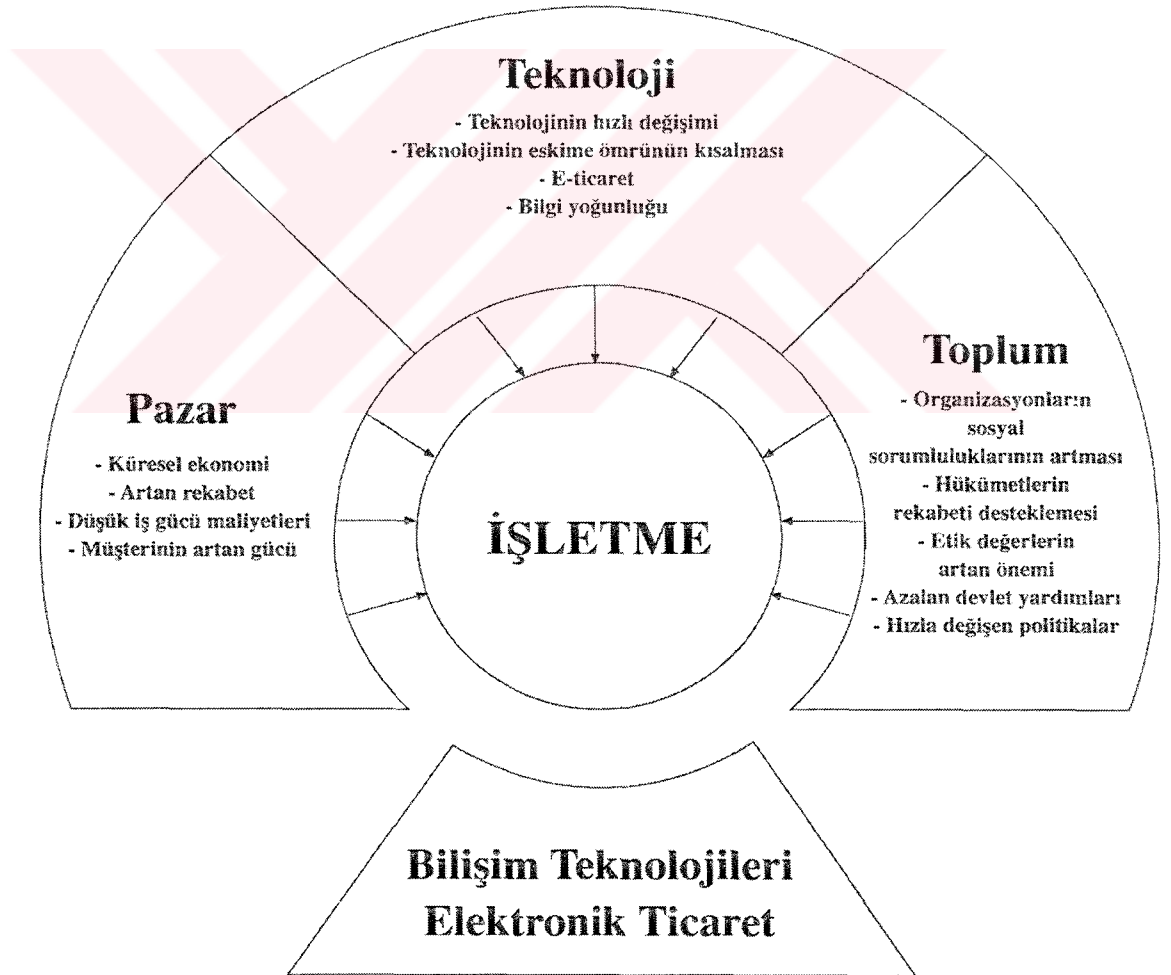 Teknoloji
- Teknolojinin hızlı değişimi
- Teknolojinin eskime ömrünün kısalması
- E-ticaret
- Bilgi yoğunluğu
Pazar
- Küresel ekonomi
- Artan rekabet
- Düşük iş gücü maliyetleri
- Müşterinin artan gücü
İŞLETME
Toplum
- Organizasyonların
sosyal
sorumluluklarının artması
- Hükümetlerin
rekabeti desteklemesi
- Etik değerlerin
artan önemi
- Azalan devlet yardımları
- Hızla değişen politikalar
Bilişim Teknolojileri
Elektronik Ticaret